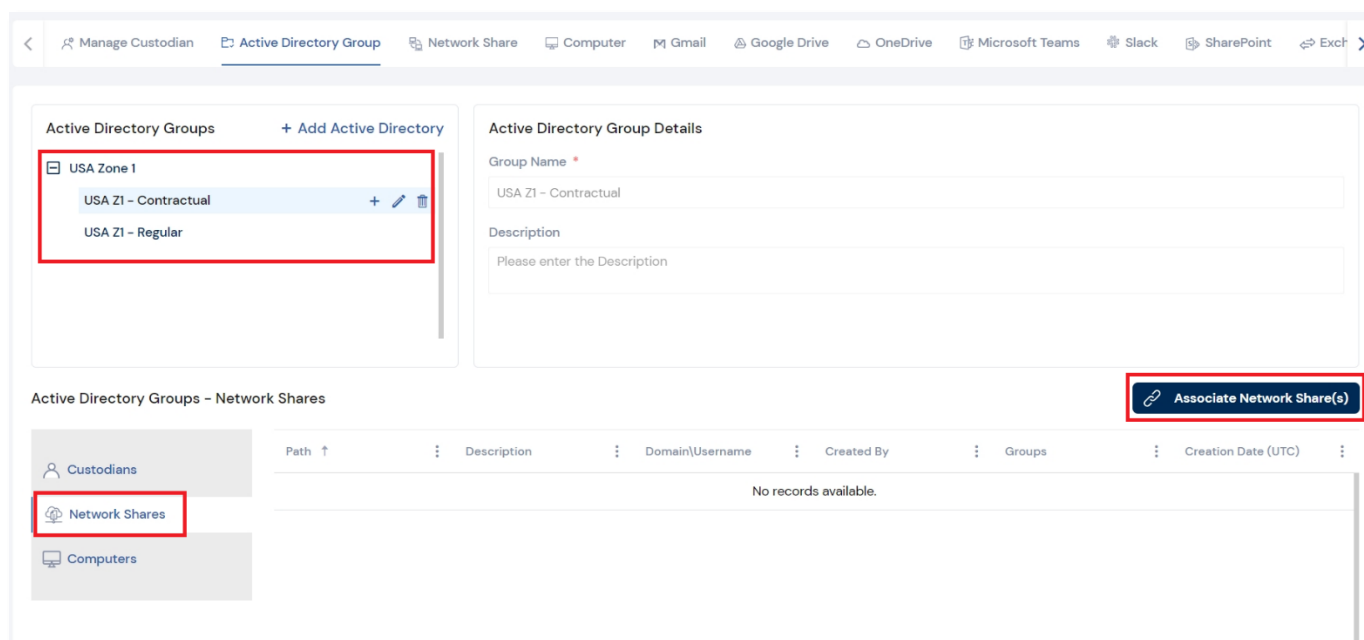 Manage Custodian Active Directory Group Network Share Computer Gmail Google Drive OneDrive Microsoft Teams Slack SharePoint Exch
Active Directory Groups + Add Active Directory
USA Zone 1
USA Z1 - Contractual
USA Z1 - Regular
Active Directory Group Details
Group Name *
USA Z1 - Contractual
Description
Please enter the Description
Active Directory Groups - Network Shares
Associate Network Share(s)
Custodians
Network Shares
Computers
Path ↑ Description Domain\Username Created By Groups Creation Date (UTC)
No records available.